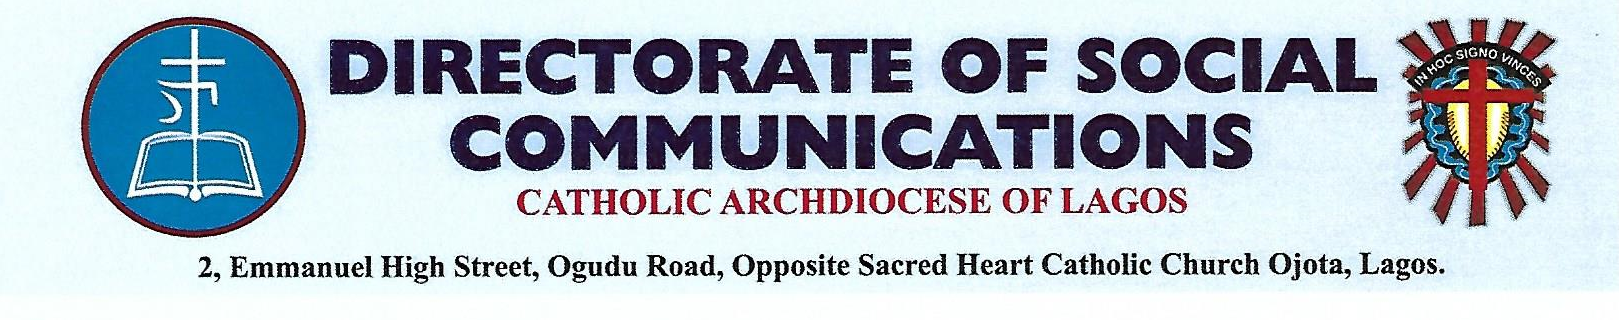 DIRECTORATE OF SOCIAL
COMMUNICATIONS
CATHOLIC ARCHDIOCESE OF LAGOS
2, Emmanuel High Street, Ogudu Road, Opposite Sacred Heart Catholic Church Ojota, Lagos.
IN HOC SIGNO VINCES